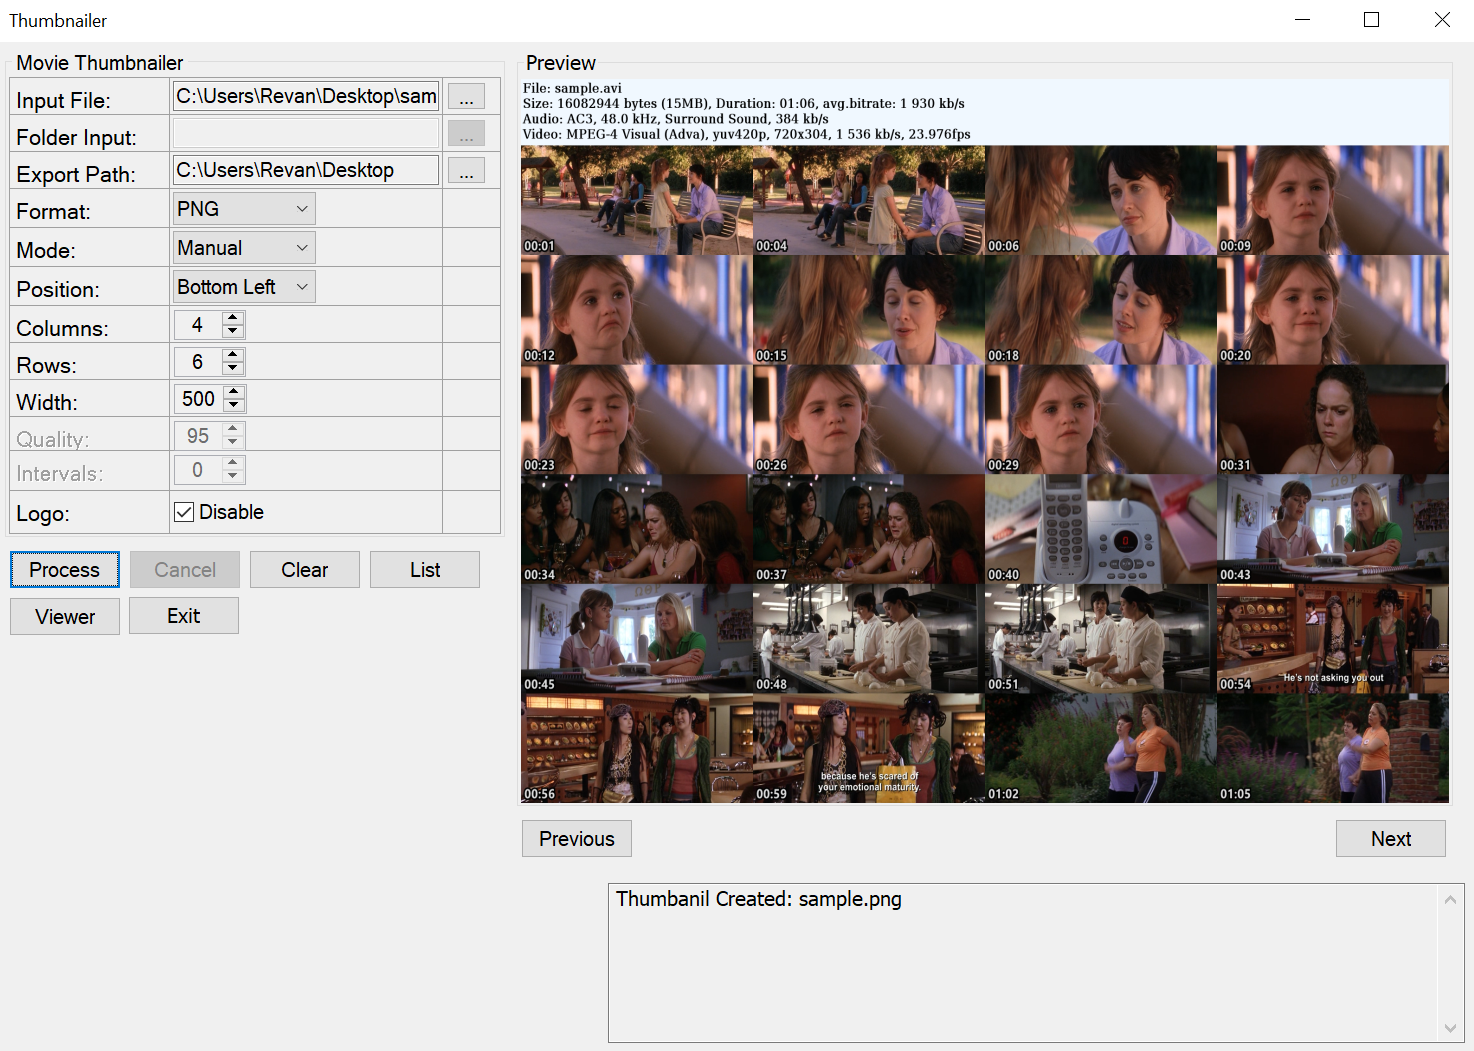 Thumbnailer
Movie Thumbnailer
Input File:
C:\Users\Revan\Desktop\sam
...
Folder Input:
...
Export Path:
C:\Users\Revan\Desktop
...
Format:
PNG
Mode:
Manual
Position:
Bottom Left
Columns:
4
Rows:
6
Width:
500
Quality:
95
Intervals:
0
Logo:
Disable
Process
Cancel
Clear
List
Viewer
Exit
Preview
File: sample.avi
Size: 16082944 bytes (15MB), Duration: 01:06, avg.bitrate: 1 930 kb/s
Audio: AC3, 48.0 kHz, Surround Sound, 384 kb/s
Video: MPEG-4 Visual (Adva), yuv420p, 720x304, 1 536 kb/s, 23.976fps
00:01
00:04
00:06
00:09
00:12
00:15
00:18
00:20
00:23
00:26
00:29
00:31
00:34
00:37
00:40
00:43
00:45
00:48
00:51
00:54
He's not asking you out
00:56
00:59
because he's scared of
your emotional maturity.
01:02
01:05
Previous
Next
Thumbanil Created: sample.png